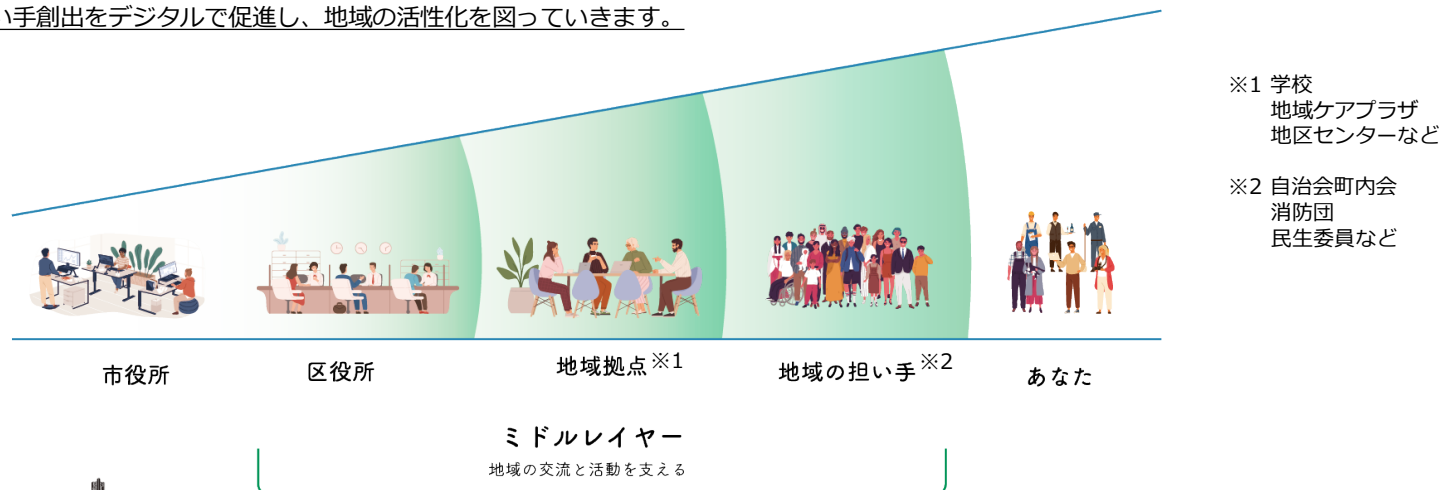 い手創出をデジタルで促進し、地域の活性化を図っていきます。
※1 学校
地域ケアプラザ
地区センターなど
※2 自治会町内会
消防団
民生委員など
市役所
区役所
地域拠点※1
地域の担い手※2
あなた
ミドルレイヤー
地域の交流と活動を支える